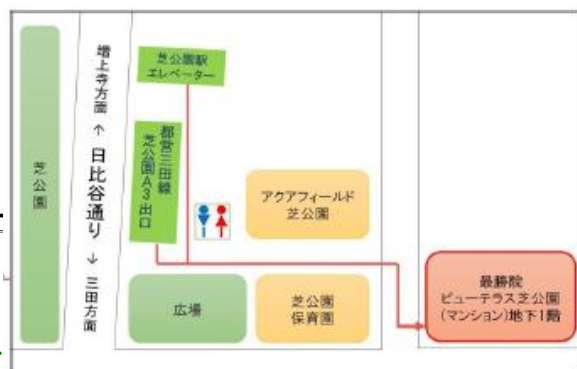 芝公園
増上寺方面
↑
日比谷通り
↓
三田方面
芝公園駅
エレベーター
都営三田線
芝公園A3出口
アクアフィールド
芝公園
広場
芝公園
保育園
最勝院
ビューテラス芝公園
(マンション)地下1階